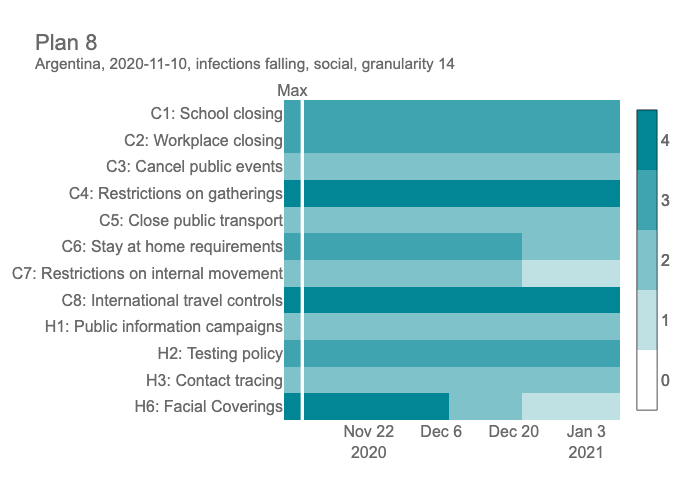 Plan 8
Argentina, 2020-11-10, infections falling, social, granularity 14
Max
C1: School closing
C2: Workplace closing
C3: Cancel public events
C4: Restrictions on gatherings
C5: Close public transport
C6: Stay at home requirements
C7: Restrictions on internal movement
C8: International travel controls
H1: Public information campaigns
H2: Testing policy
H3: Contact tracing
H6: Facial Coverings
Nov 22 Dec 6 Dec 20 Jan 3
2020 2021
4
3
2
1
0